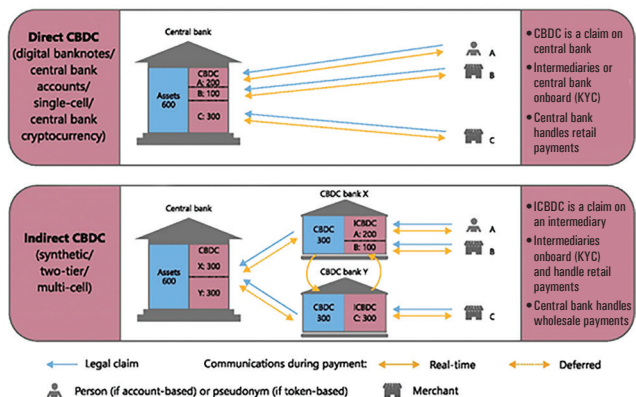 Direct CBDC
(digital banknotes/
central bank
accounts/
single-cell/
central bank
cryptocurrency)
Central bank
Assets
600
CBDC
A: 200
B: 100
C: 300
A
B
C
• CBDC is a claim on
central bank
• Intermediaries or
central bank
onboard (KYC)
• Central bank
handles retail
payments
Indirect CBDC
(synthetic/
two-tier/
multi-cell)
Central bank
Assets
600
CBDC
X: 300
Y: 300
CBDC bank X
CBDC
300
ICBDC
A: 200
B: 100
CBDC bank Y
CBDC
300
ICBDC
C: 300
A
B
C
• ICBDC is a claim on
an intermediary
• Intermediaries
onboard (KYC)
and handle retail
payments
• Central bank handles
wholesale payments
Legal claim
Communications during payment:
Real-time
Deferred
Person (if account-based) or pseudonym (if token-based)
Merchant